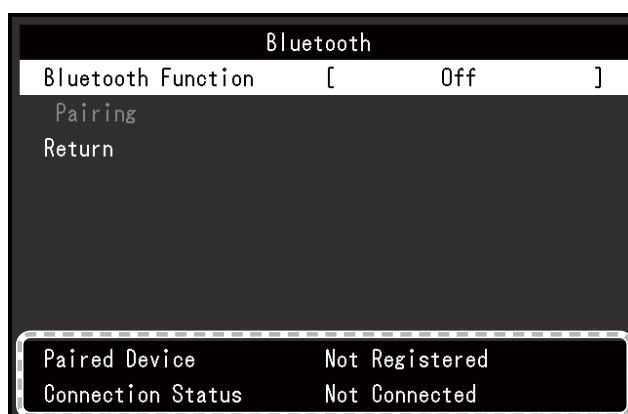 Bluetooth
Bluetooth Function [ Off ]
Pairing
Return
Paired Device Not Registered
Connection Status Not Connected